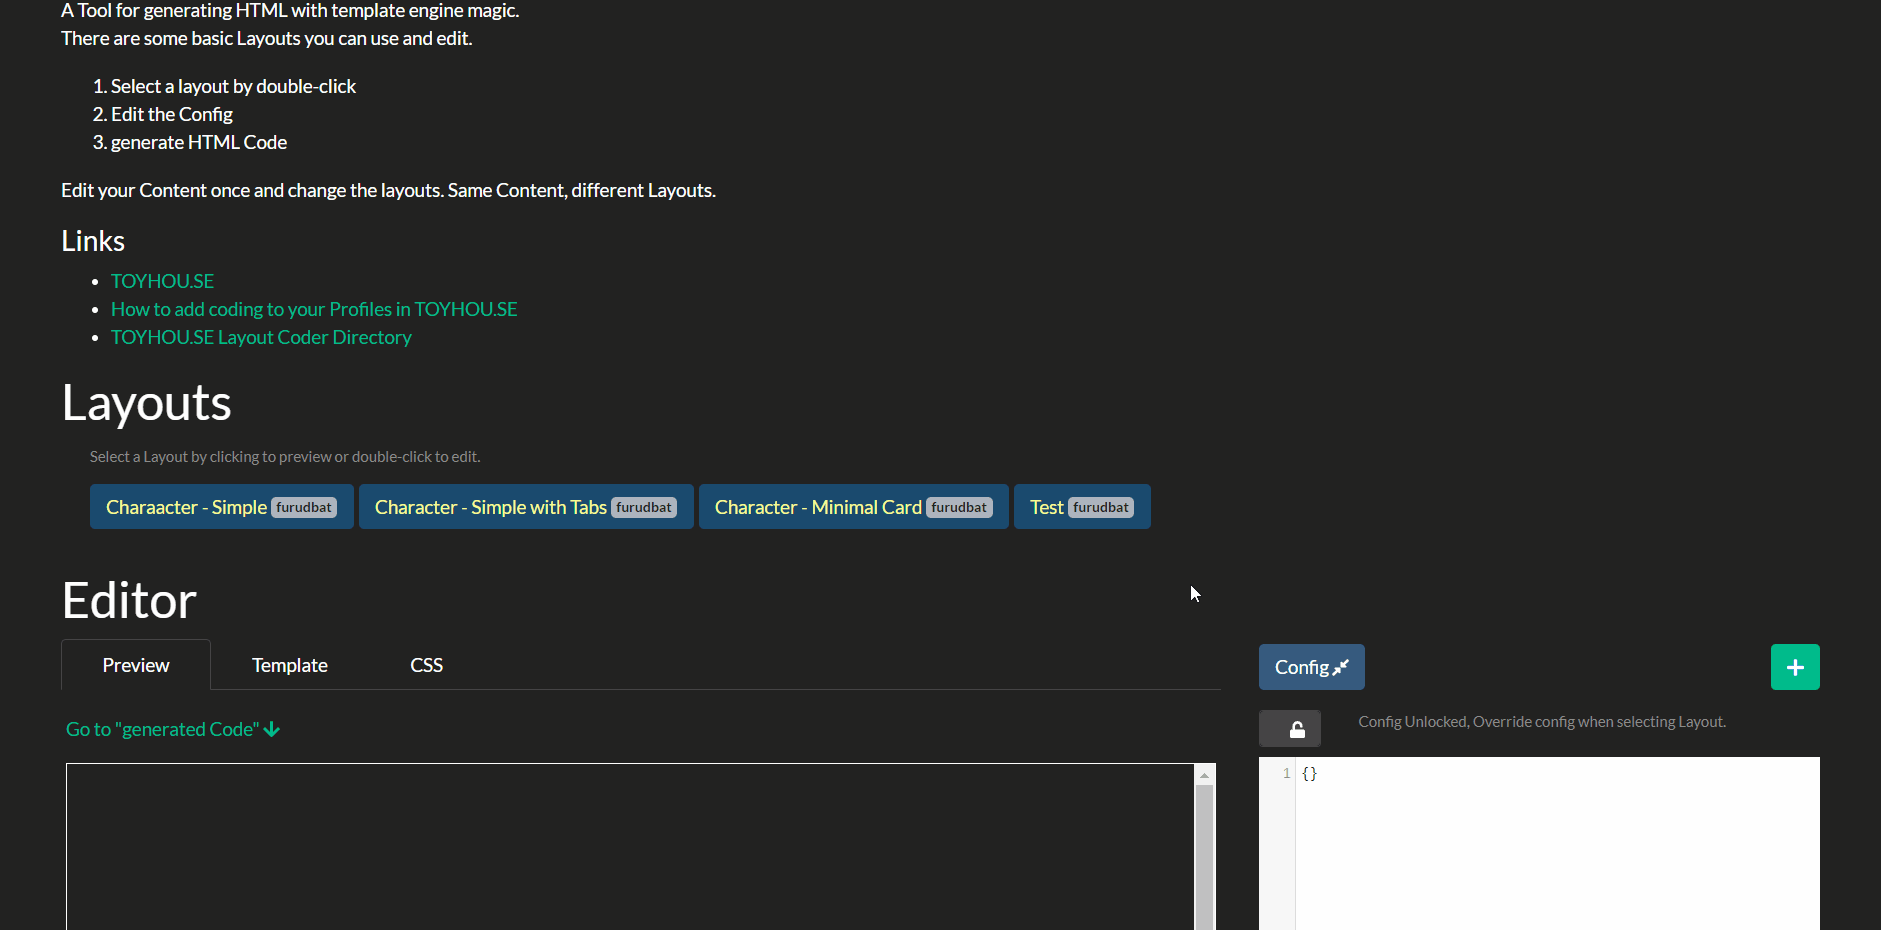 A Tool for generating HTML with template engine magic.
There are some basic Layouts you can use and edit.
1. Select a layout by double-click
2. Edit the Config
3. generate HTML Code
Edit your Content once and change the layouts. Same Content, different Layouts.
Links
TOYHOU.SE
How to add coding to your Profiles in TOYHOU.SE
TOYHOU.SE Layout Coder Directory
Layouts
Select a Layout by clicking to preview or double-click to edit.
Charaacter - Simple furudbat
Character - Simple with Tabs furudbat
Character - Minimal Card furudbat
Test furudbat
Editor
Preview
Template
CSS
Config
Go to "generated Code"
Config Unlocked, Override config when selecting Layout.
1 {}